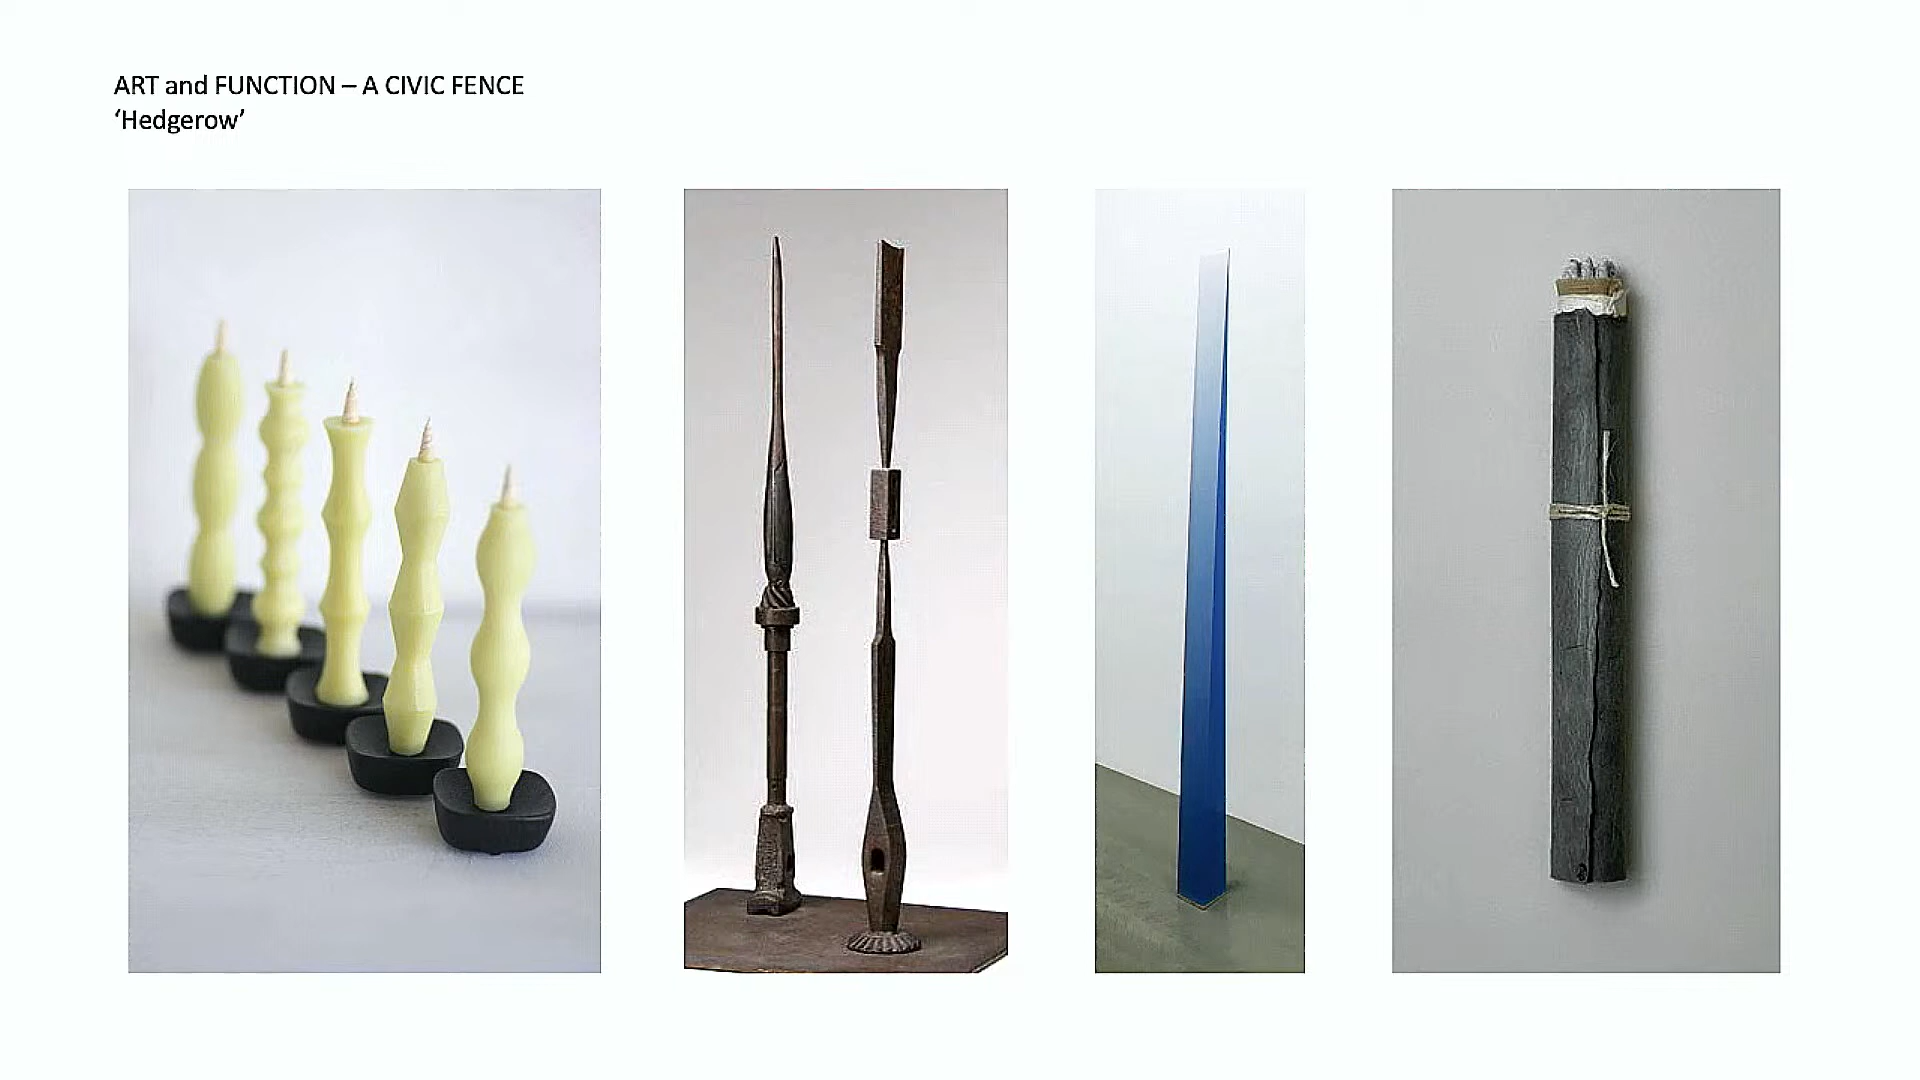 ART and FUNCTION – A CIVIC FENCE
‘Hedgerow’